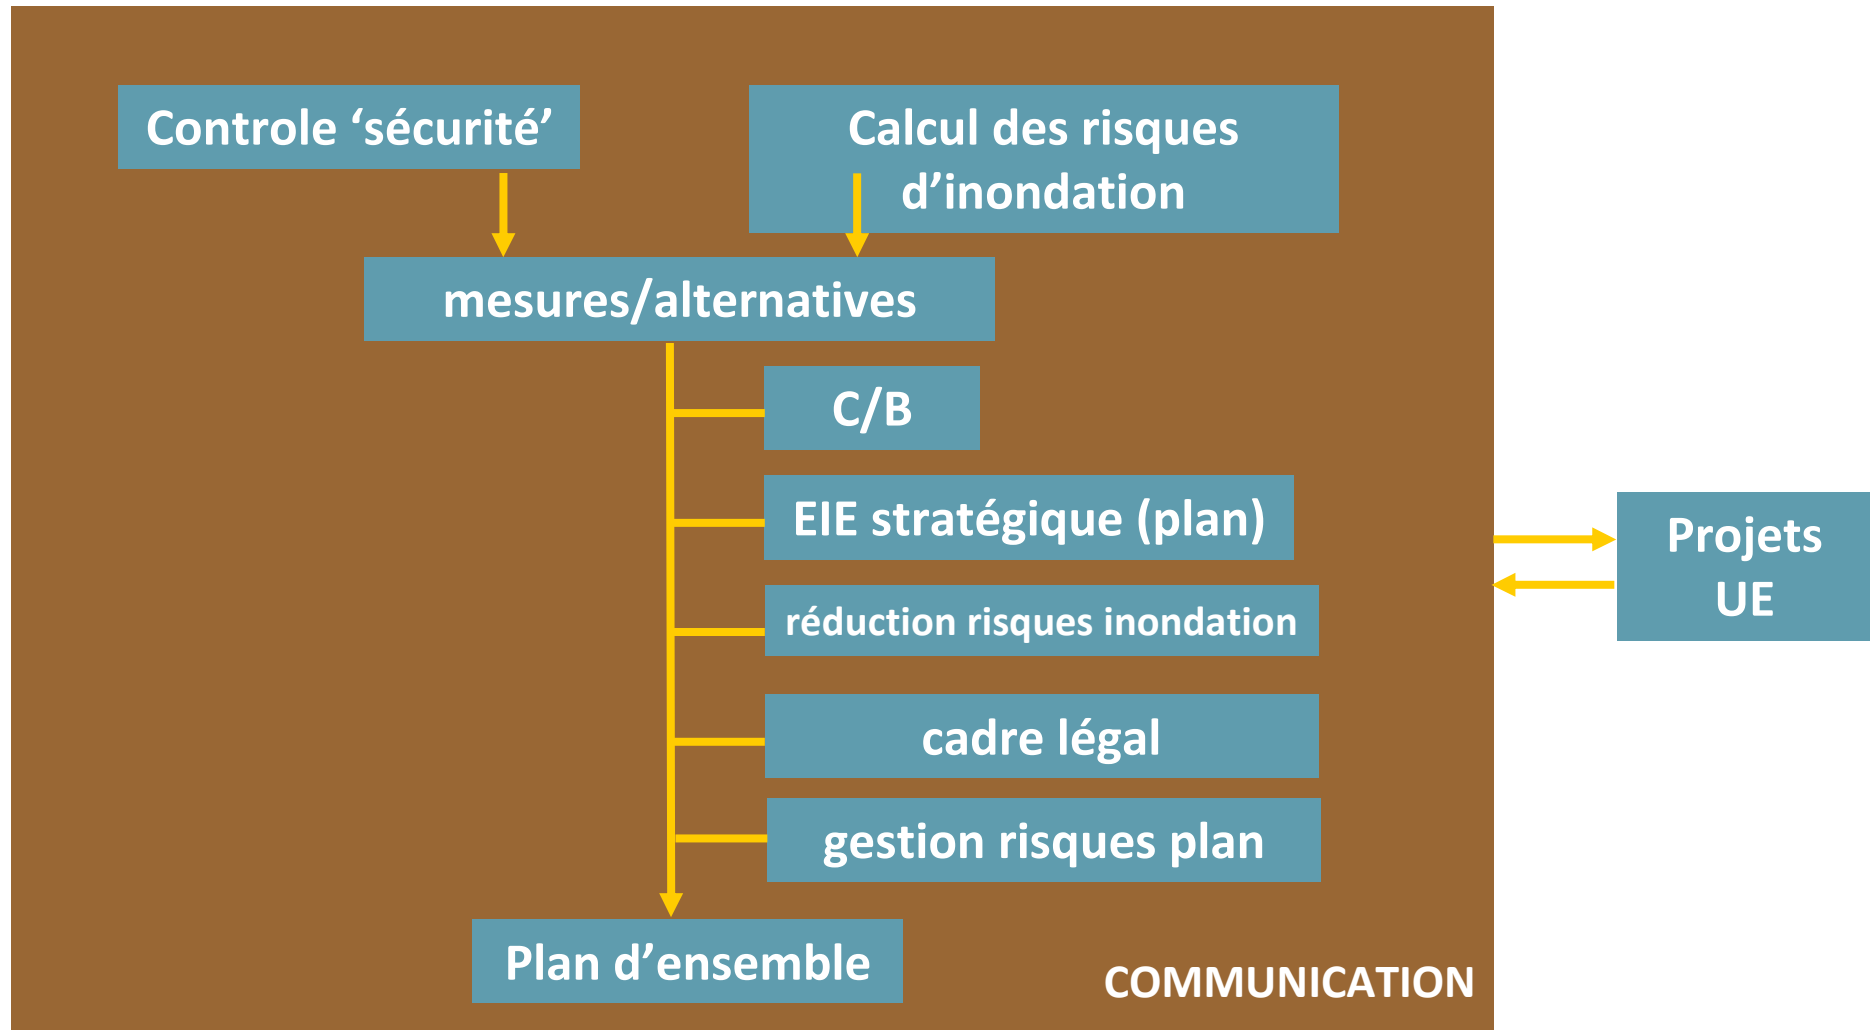 Controle ‘sécurité’
Calcul des risques
d’inondation
mesures/alternatives
C/B
EIE stratégique (plan)
réduction risques inondation
cadre légal
gestion risques plan
Plan d’ensemble
COMMUNICATION
Projets
UE